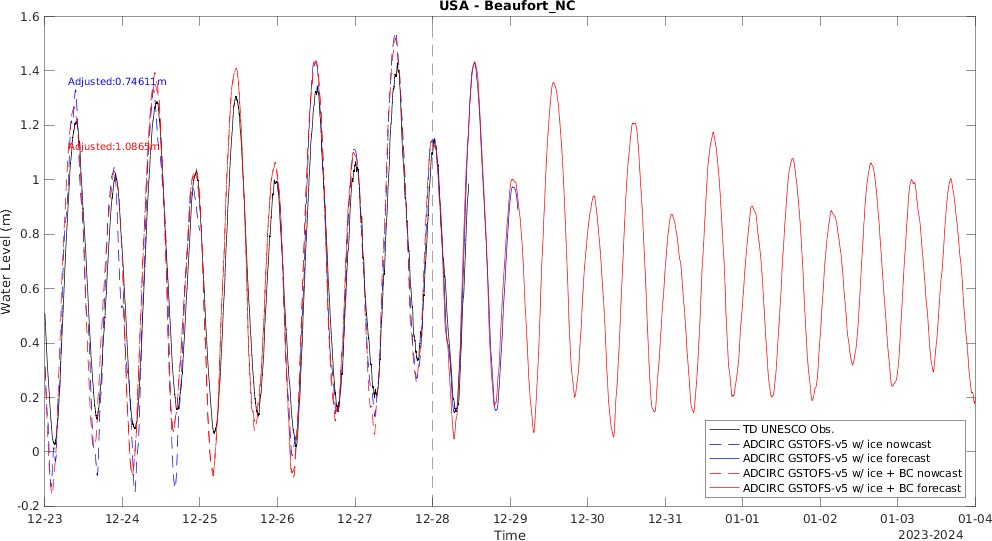 USA - Beaufort_NC
Water Level (m)
1.6
1.4
1.2
1
0.8
0.6
0.4
0.2
0
-0.2
Adjusted:0.74611m
Adjusted:1.0865m
TD UNESCO Obs.
ADCIRC GSTOFS-v5 w/ ice nowcast
ADCIRC GSTOFS-v5 w/ ice forecast
ADCIRC GSTOFS-v5 w/ ice + BC nowcast
ADCIRC GSTOFS-v5 w/ ice + BC forecast
12-23 12-24 12-25 12-26 12-27 12-28 12-29 12-30 12-31 01-01 01-02 01-03 01-04
Time
2023-2024